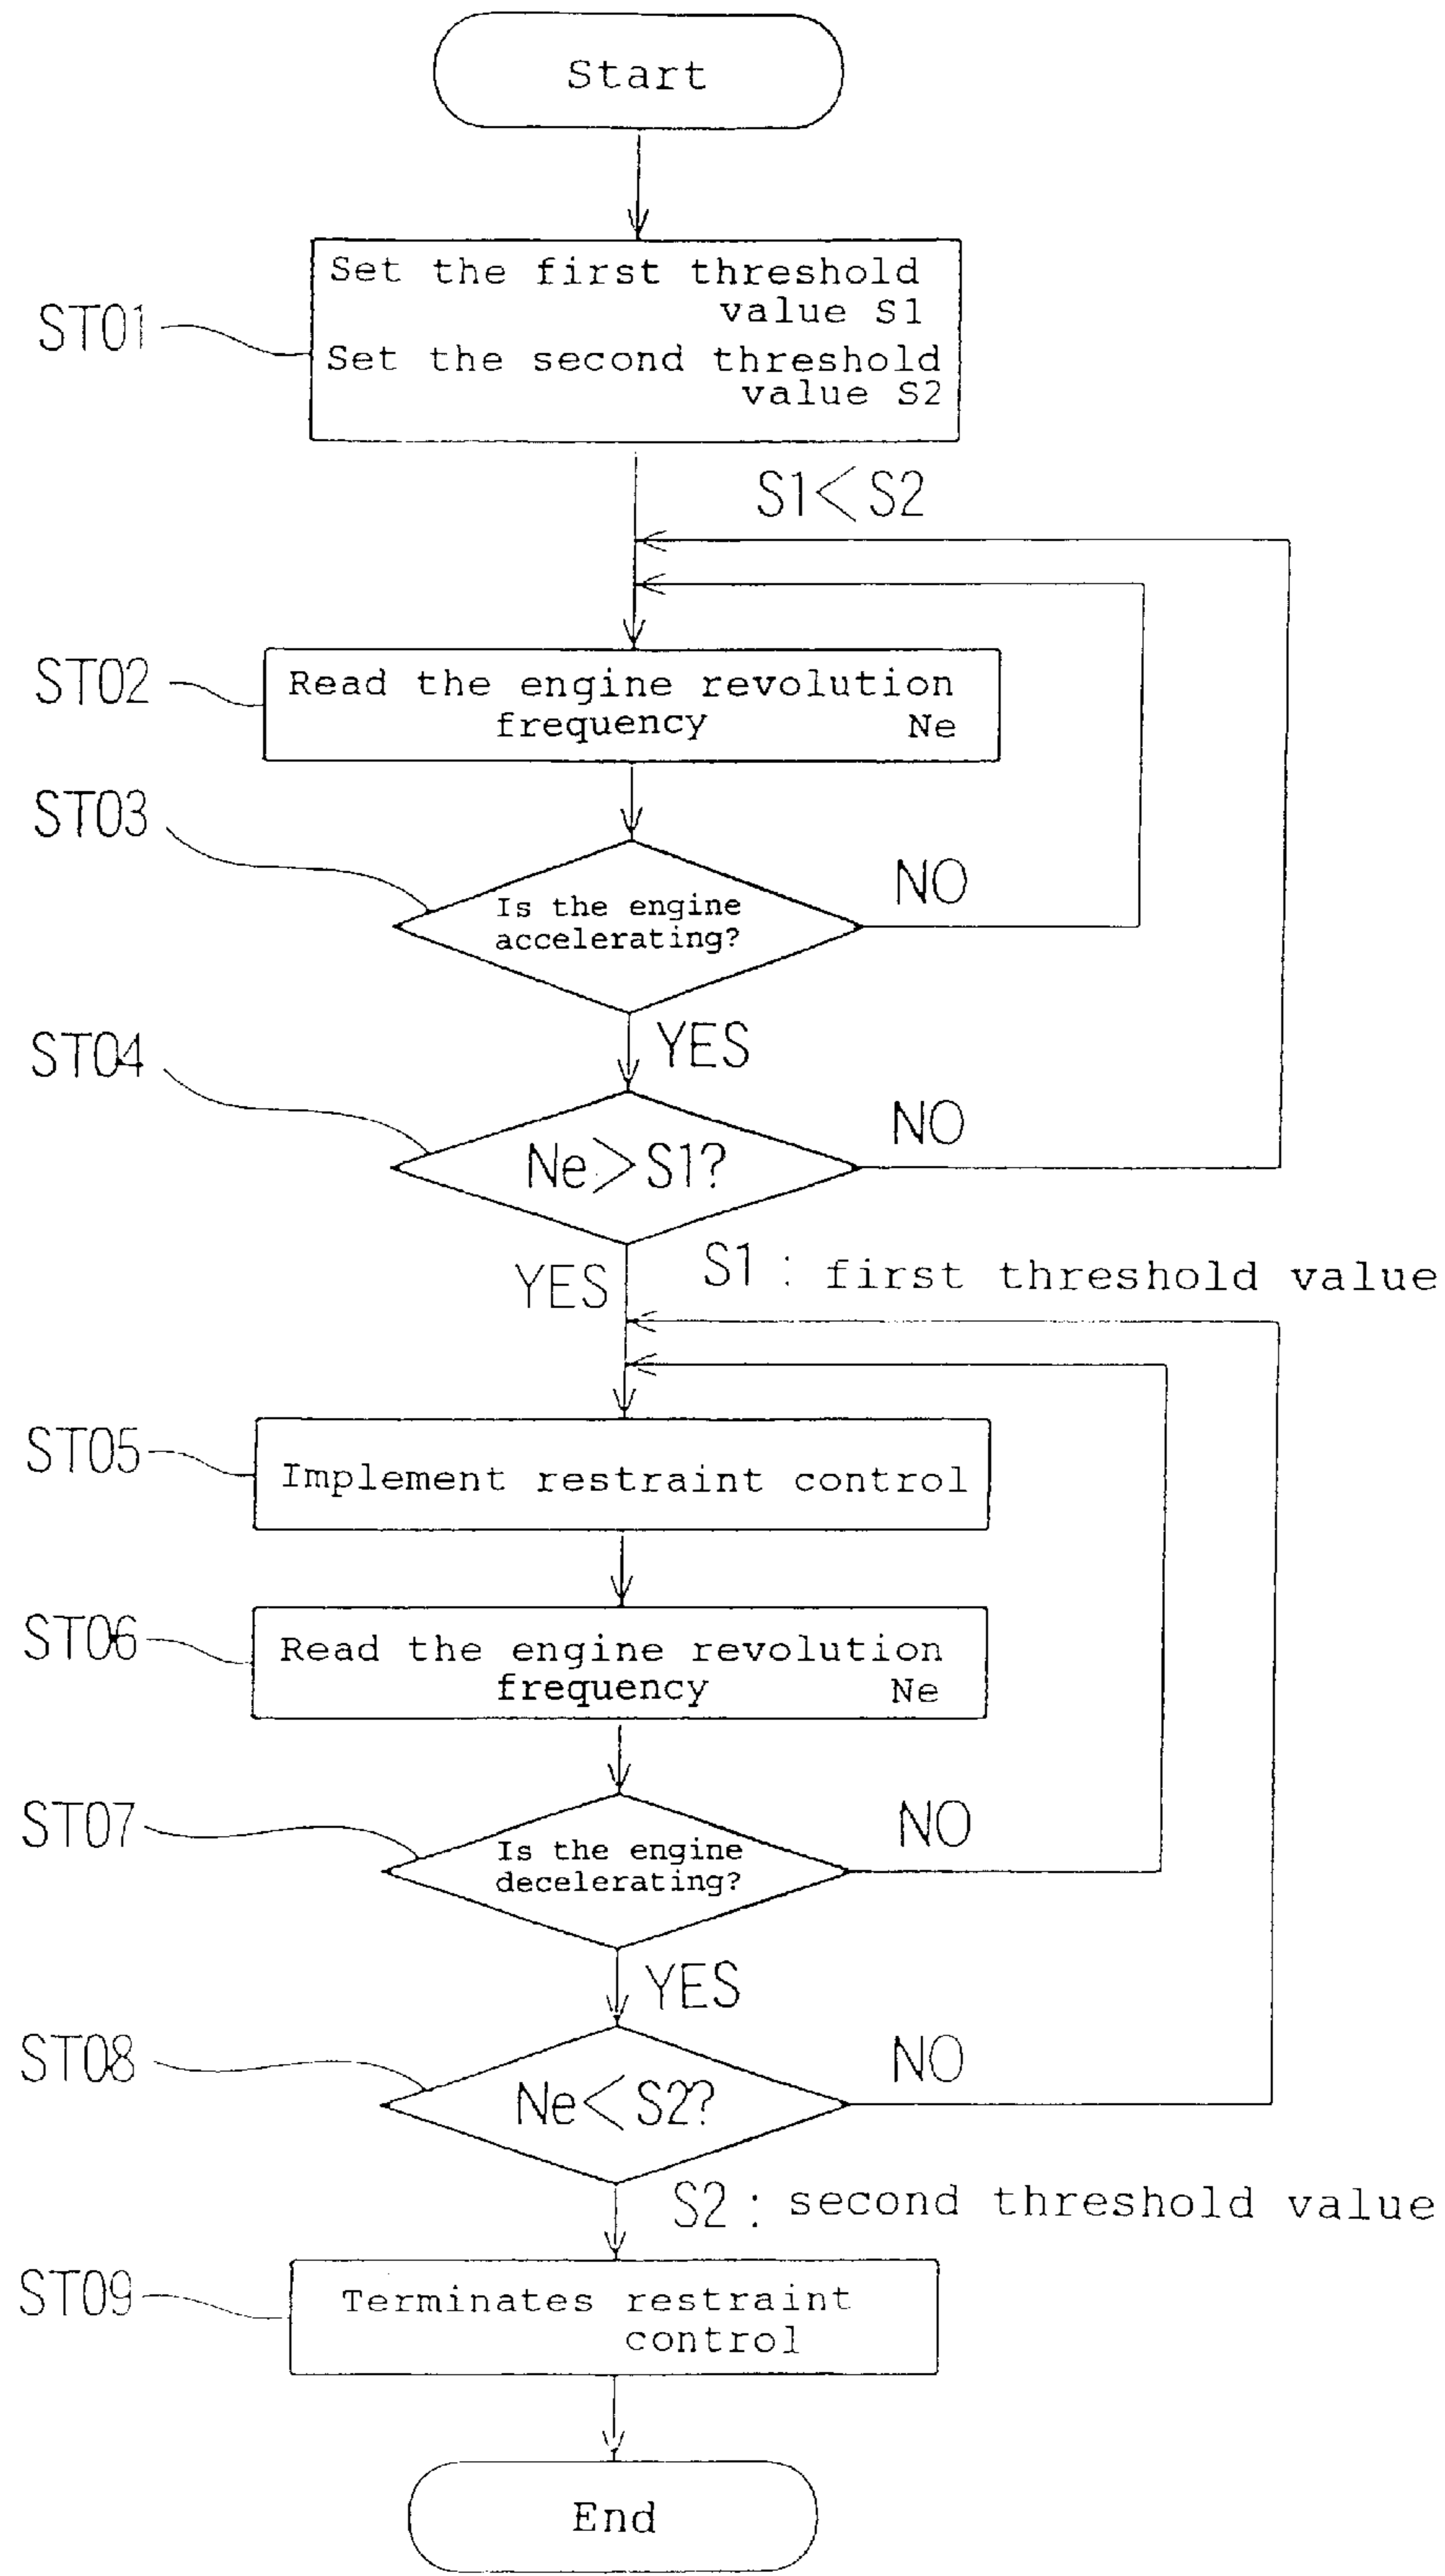 Start
ST01
Set the first threshold
value S1
Set the second threshold
value S2
S1<S2
ST02
Read the engine revolution
frequency Ne
ST03
Is the engine
accelerating?
NO
YES
ST04
Ne>S1?
NO
YES
S1 : first threshold value
ST05
Implement restraint control
ST06
Read the engine revolution
frequency Ne
ST07
Is the engine
decelerating?
NO
YES
ST08
Ne<S2?
NO
S2 : second threshold value
ST09
Terminates restraint
control
End